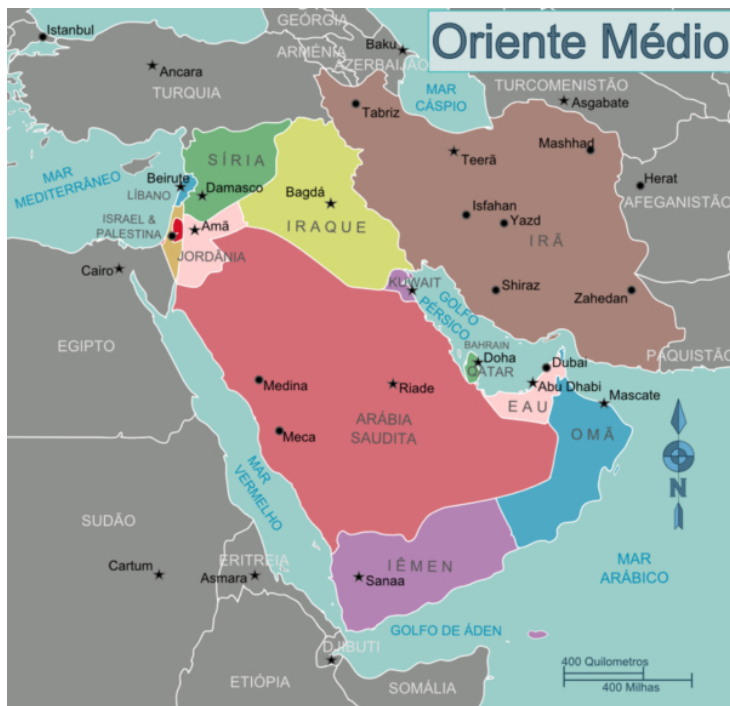 Oriente Médio
GEÓRGIA
Istanbul
ARMÊNIA
Baku
AZERBAIJÃO
Ancara
TURQUIA
MAR
CÁSPIO
TURCOMENISTÃO
Asgabate
Tabriz
Teerã
Mashhad
Herat
AFEGANISTÃO
MAR
MEDITERRÂNEO
SÍRIA
Beirute
LÍBANO
Damasco
Bagdá
IRAQUE
Isfahan
Yazd
IRÃ
ISRAEL &
PALESTINA
Amã
JORDÂNIA
Cairo
KUWAIT
GOLFO
PÉRSICO
Shiraz
Zahedan
EGIPTO
BAHRAIN
Doha
QATAR
Dubai
Abu Dhabi
PAQUISTÃO
Medina
Riade
EAU
Mascate
ARÁBIA
SAUDITA
Meca
OMÃ
MAR
VERMELHO
N
SUDÃO
Cartum
ERITREIA
Asmara
IÊMEN
Sanaa
MAR
ARÁBICO
GOLFO DE ÁDEN
DJIBUTI
ETIÓPIA
SOMÁLIA
400 Quilometros
400 Milhas